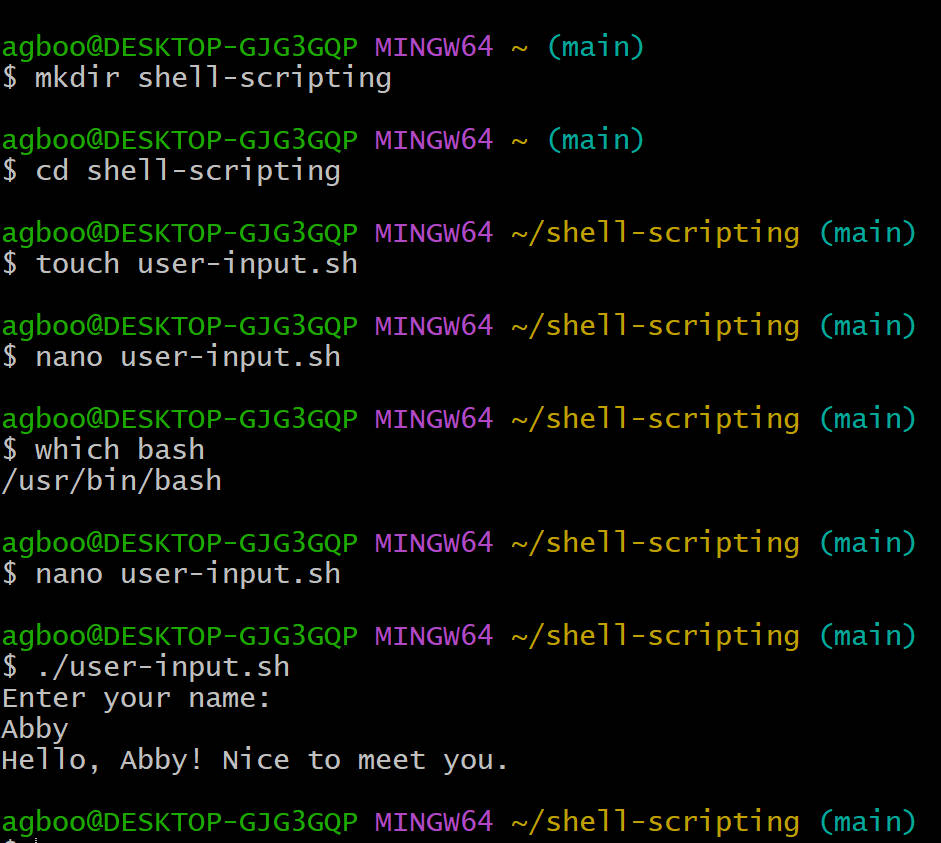 agboo@DESKTOP-GJG3GQP MINGW64 ~ (main)
$ mkdir shell-scripting
agboo@DESKTOP-GJG3GQP MINGW64 ~ (main)
$ cd shell-scripting
agboo@DESKTOP-GJG3GQP MINGW64 ~/shell-scripting (main)
$ touch user-input.sh
agboo@DESKTOP-GJG3GQP MINGW64 ~/shell-scripting (main)
$ nano user-input.sh
agboo@DESKTOP-GJG3GQP MINGW64 ~/shell-scripting (main)
$ which bash
/usr/bin/bash
agboo@DESKTOP-GJG3GQP MINGW64 ~/shell-scripting (main)
$ nano user-input.sh
agboo@DESKTOP-GJG3GQP MINGW64 ~/shell-scripting (main)
$ ./user-input.sh
Enter your name:
Abby
Hello, Abby! Nice to meet you.
agboo@DESKTOP-GJG3GQP MINGW64 ~/shell-scripting (main)
$